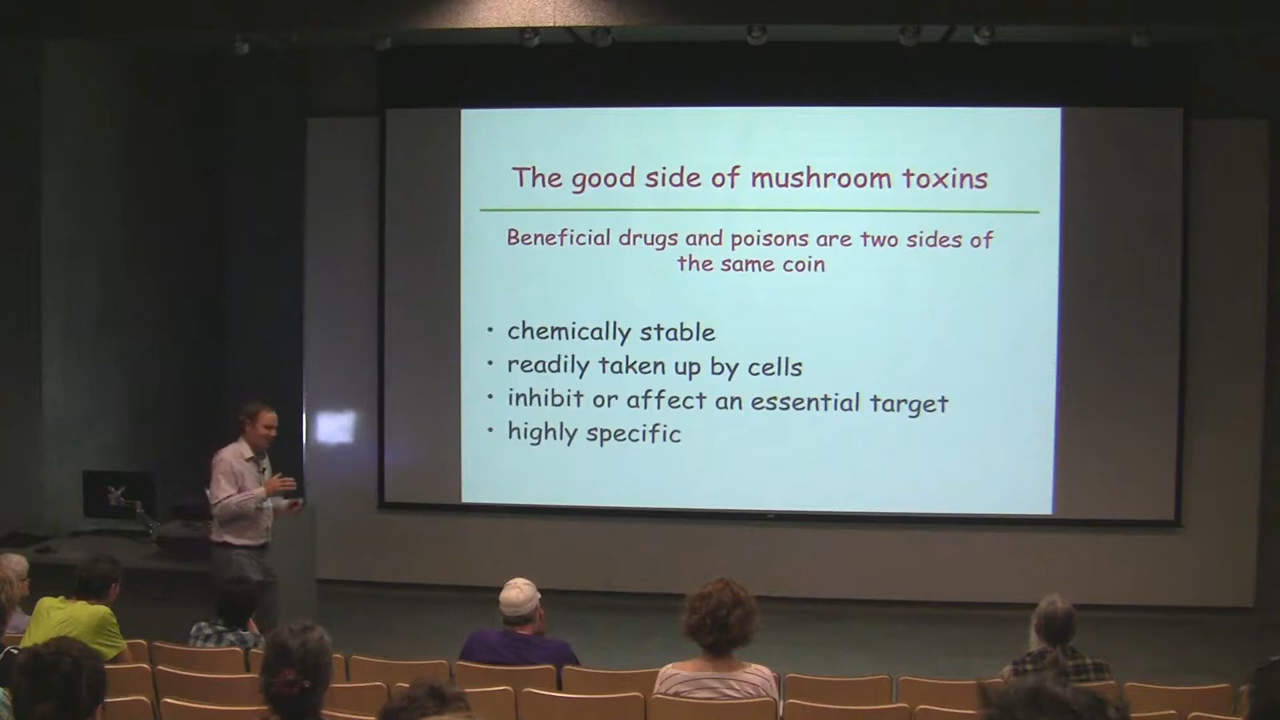 The good side of mushroom toxins
Beneficial drugs and poisons are two sides of
the same coin
• chemically stable
• readily taken up by cells
• inhibit or affect an essential target
• highly specific